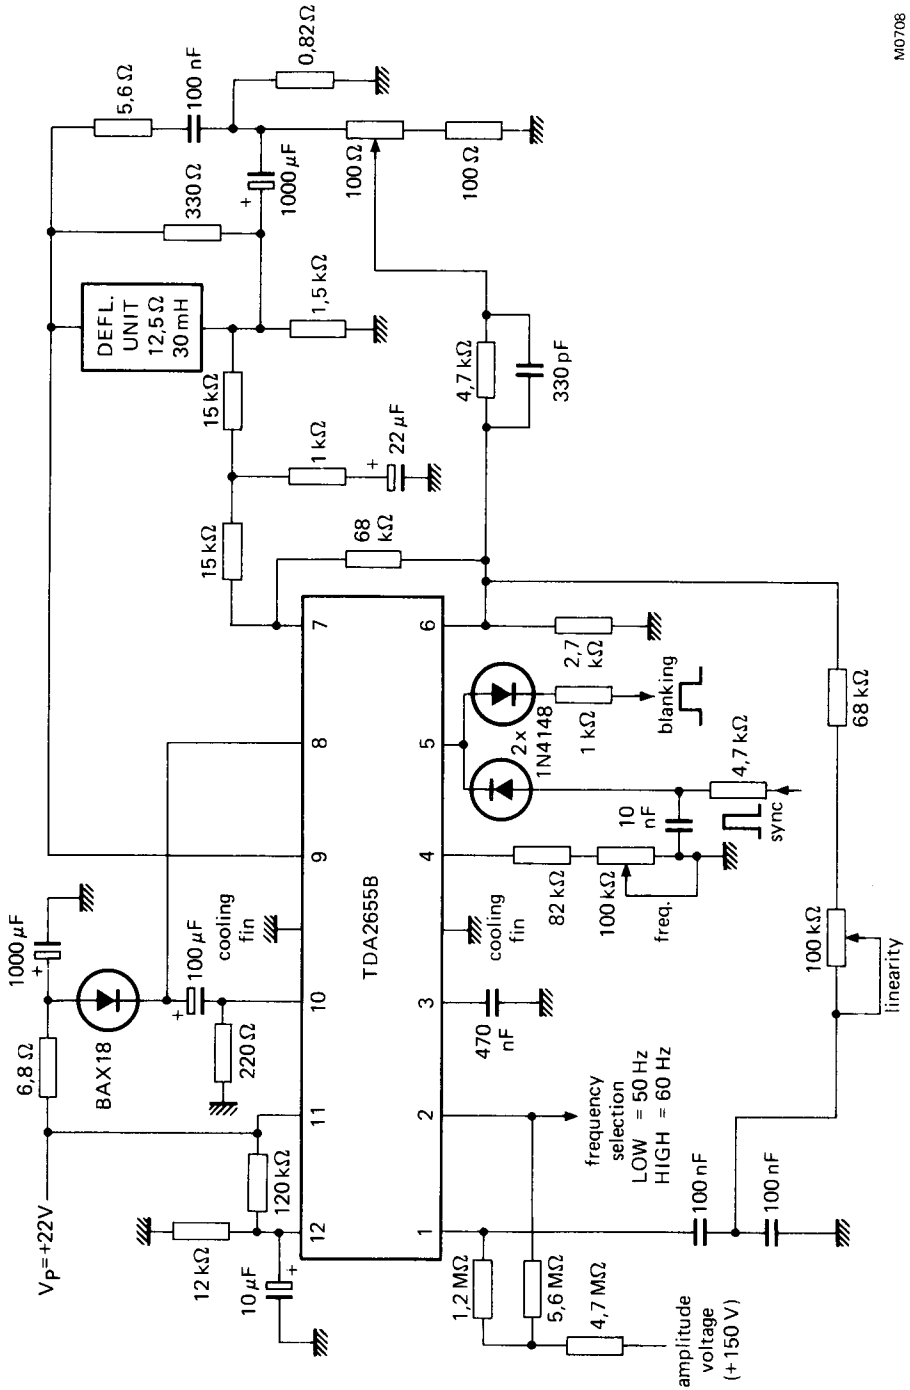 M0708
5,6 Ω
100 nF
0,82 Ω
330 Ω
+
1000 μF
100 Ω
100 Ω
DEFL.
UNIT
12,5 Ω
30 mH
1,5 kΩ
15 kΩ
1 kΩ
+
22 μF
15 kΩ
68
kΩ
4,7 kΩ
330 pF
1000 μF
+
6,8 Ω
BAX18
+
100 μF
220 Ω
cooling
fin
Vp=+22V
120 kΩ
12 kΩ
10 μF
+
12
11
10
9
8
7
TDA2655B
1
2
3
4
5
6
1,2 MΩ
5,6 MΩ
4,7 MΩ
amplitude
voltage
(+150 V)
frequency
selection
LOW = 50 Hz
HIGH = 60 Hz
470
nF
cooling
fin
82 kΩ
100 kΩ
freq.
10
nF
4,7 kΩ
sync
2x
1N4148
1 kΩ
blanking
2,7
kΩ
100 nF
100 nF
100 kΩ
linearity
68 kΩ